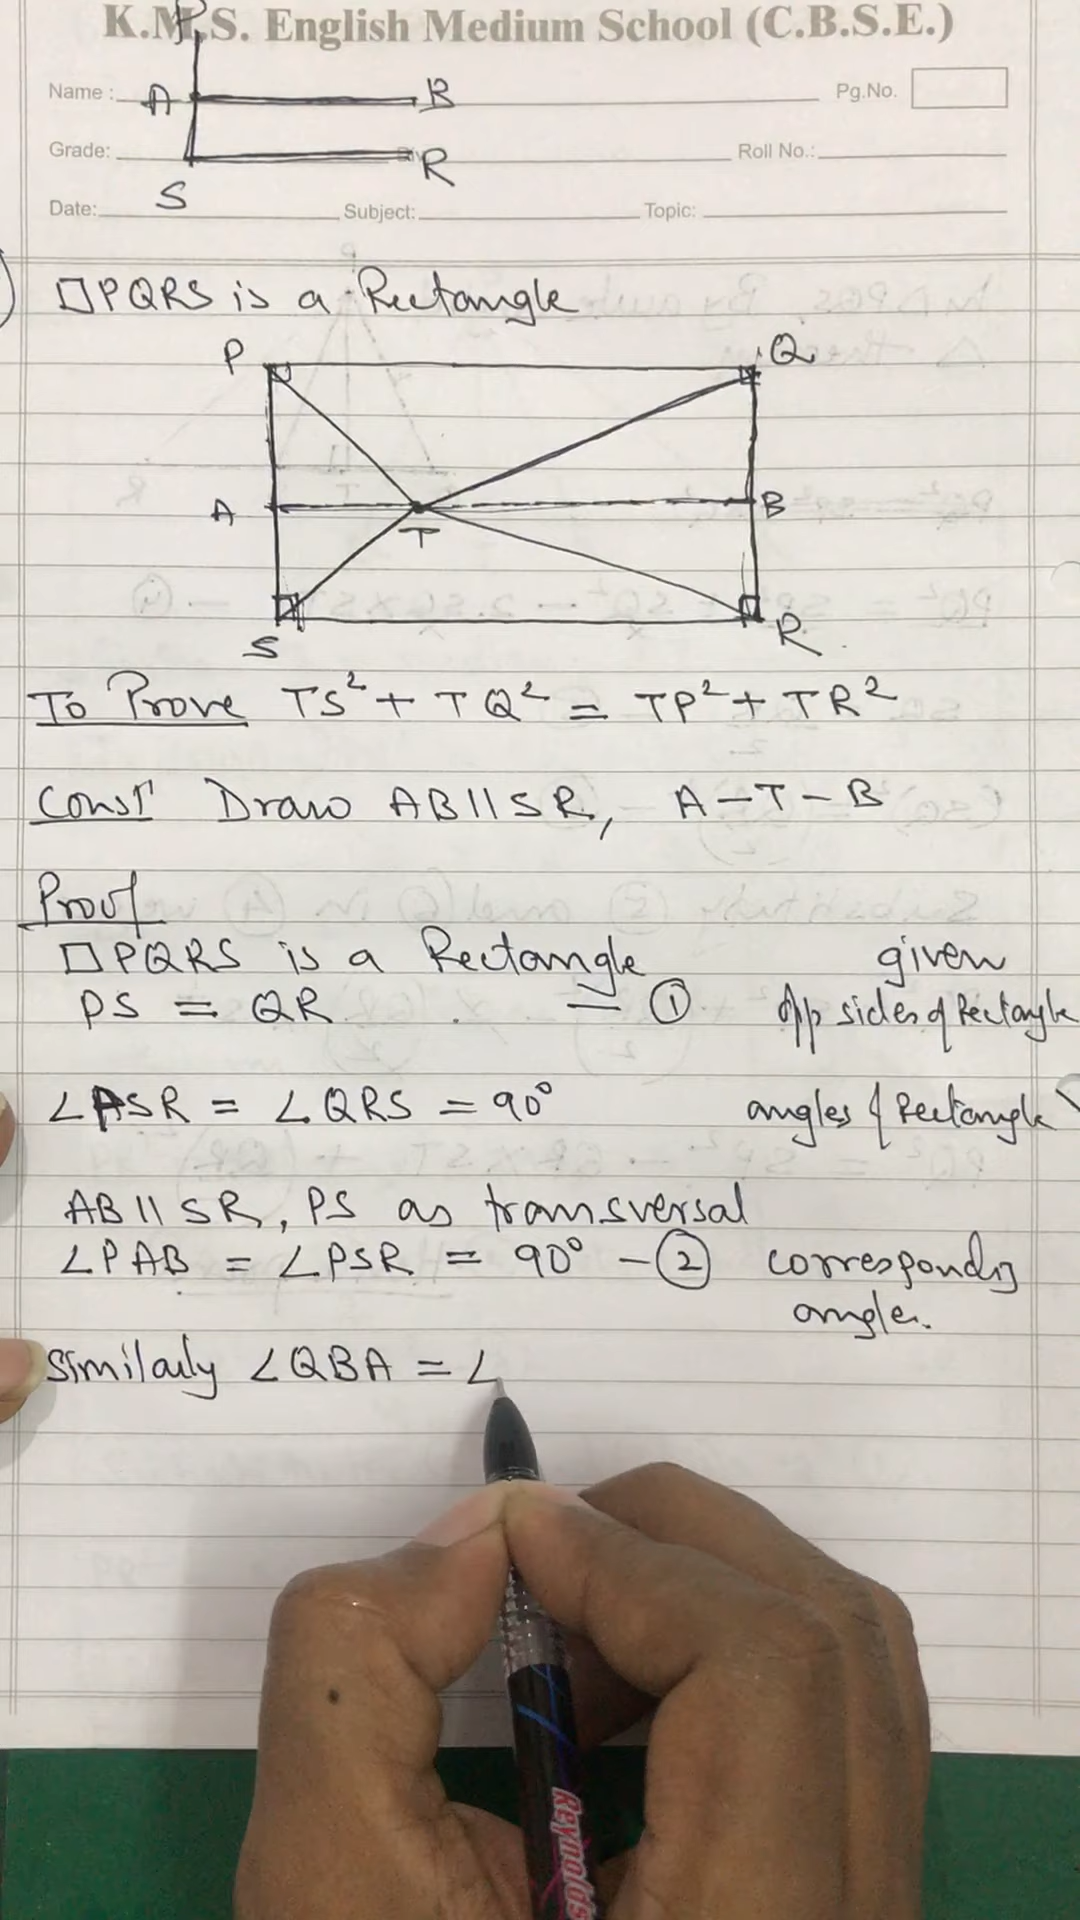 K.M.S. English Medium School (C.B.S.E.)
P
Name : A B Pg.No.
Grade: R Roll No.:
S
Date: Subject: Topic:
□PQRS is a Rectangle
P Q
A B
T
S R
To Prove TS² + TQ² = TP² + TR²
Const Draw AB || SR, A-T-B
Proof
□PQRS is a Rectangle given
PS = QR — ① Opp sides of Rectangle
∠ASR = ∠QRS = 90° angles of Rectangle
AB || SR, PS as transversal
∠PAB = ∠PSR = 90° - ② corresponding
angles.
Similarly ∠QBA = ∠
Reynolds